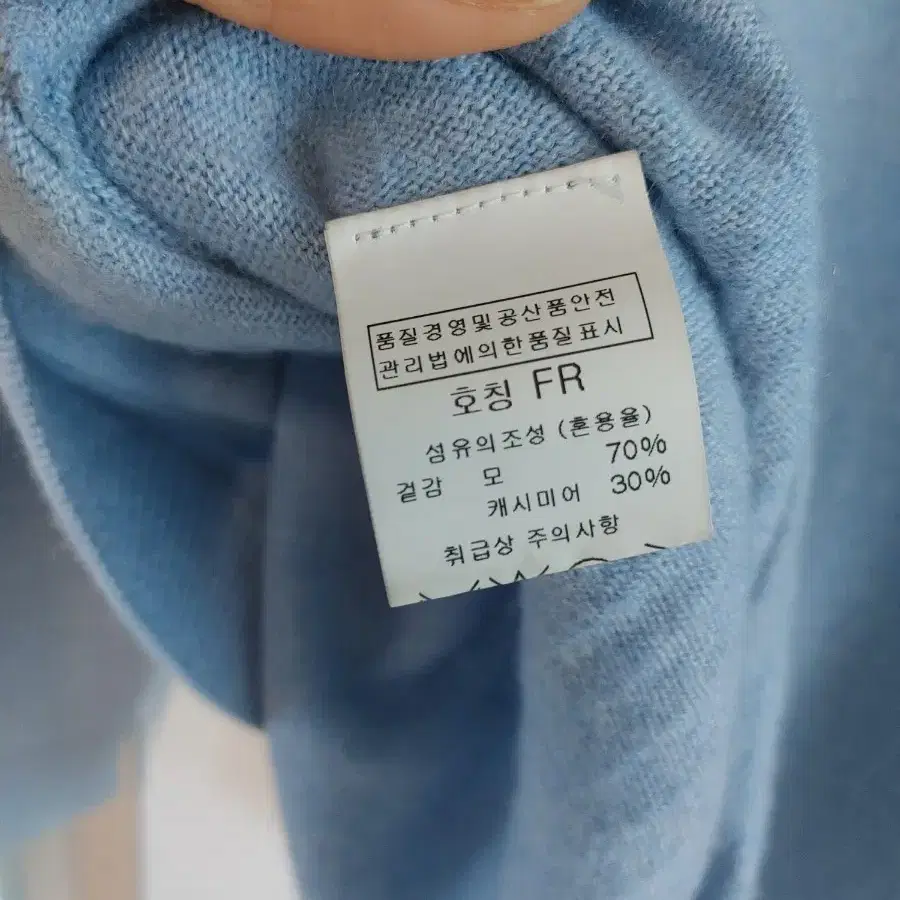 품질경영및공산품안전
관리법에의한품질표시
호칭 FR
섬유의조성 (혼용율)
겉감 모 70%
캐시미어 30%
취급상 주의사항